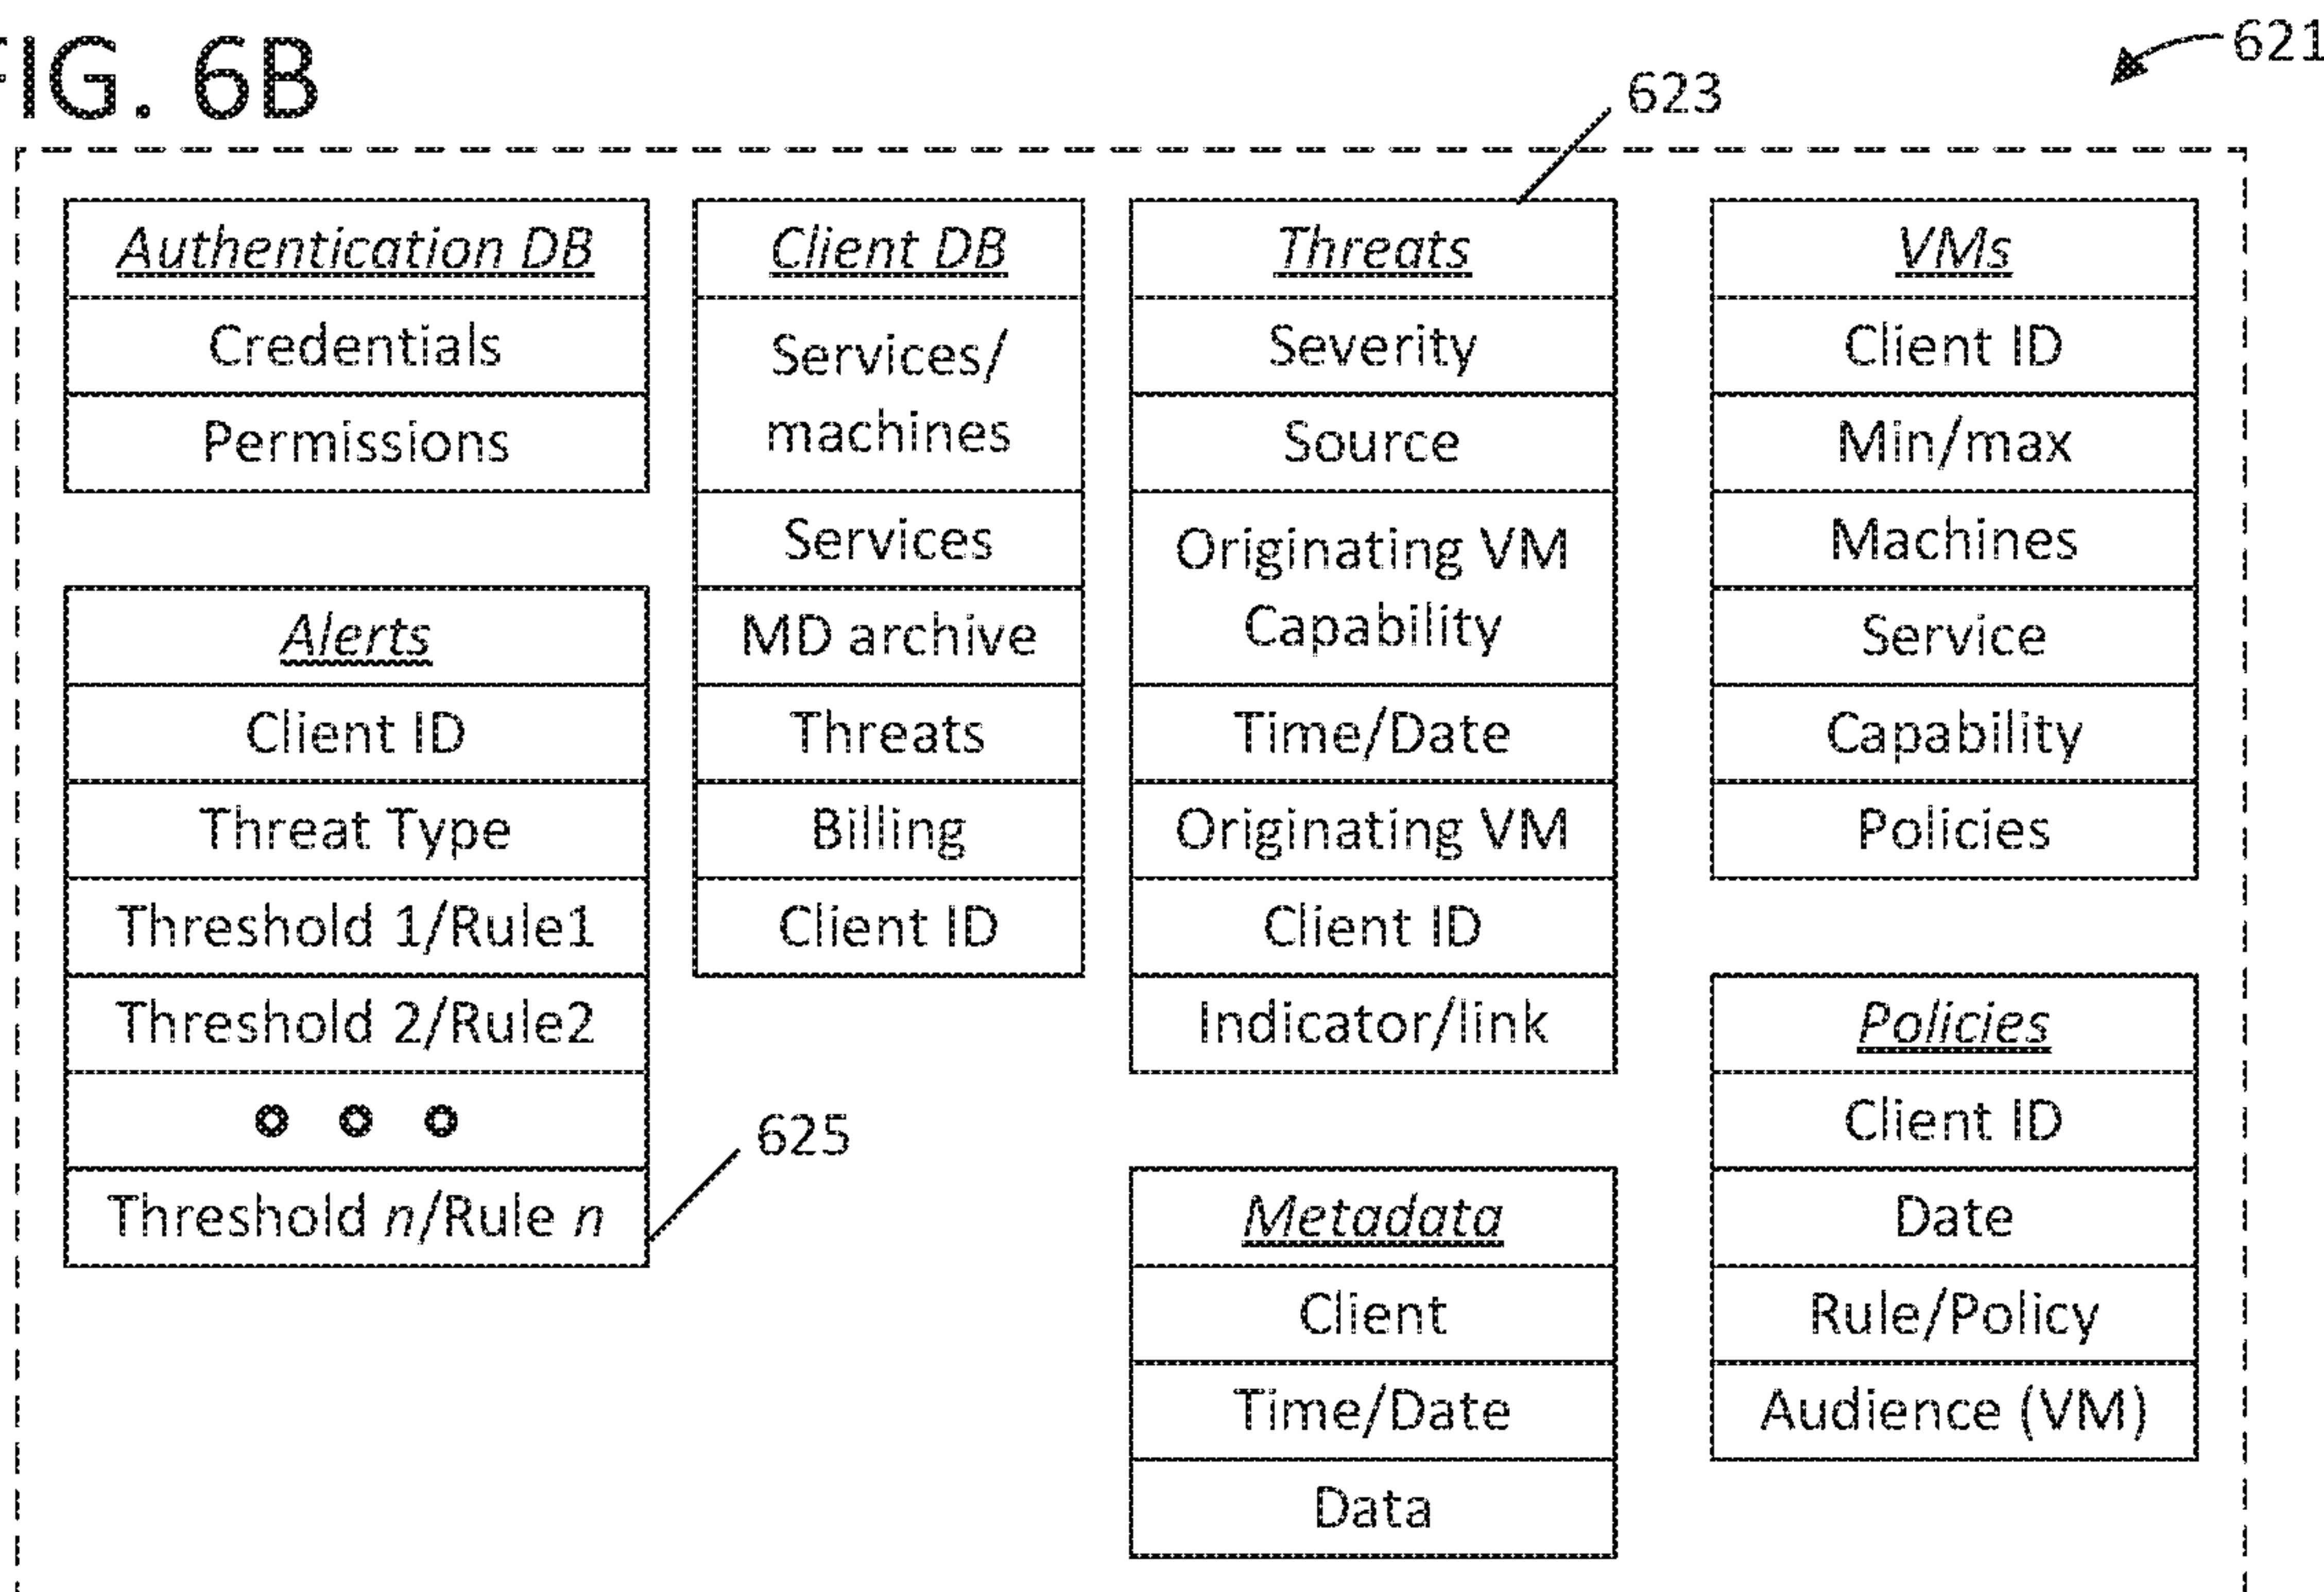 FIG. 6B
621
623
Authentication DB
Credentials
Permissions
Alerts
Client ID
Threat Type
Threshold 1/Rule1
Threshold 2/Rule2
Threshold n/Rule n
625
Client DB
Services/
machines
Services
MD archive
Threats
Billing
Client ID
Threats
Severity
Source
Originating VM
Capability
Time/Date
Originating VM
Client ID
Indicator/link
Metadata
Client
Time/Date
Data
VMs
Client ID
Min/max
Machines
Service
Capability
Policies
Policies
Client ID
Date
Rule/Policy
Audience (VM)